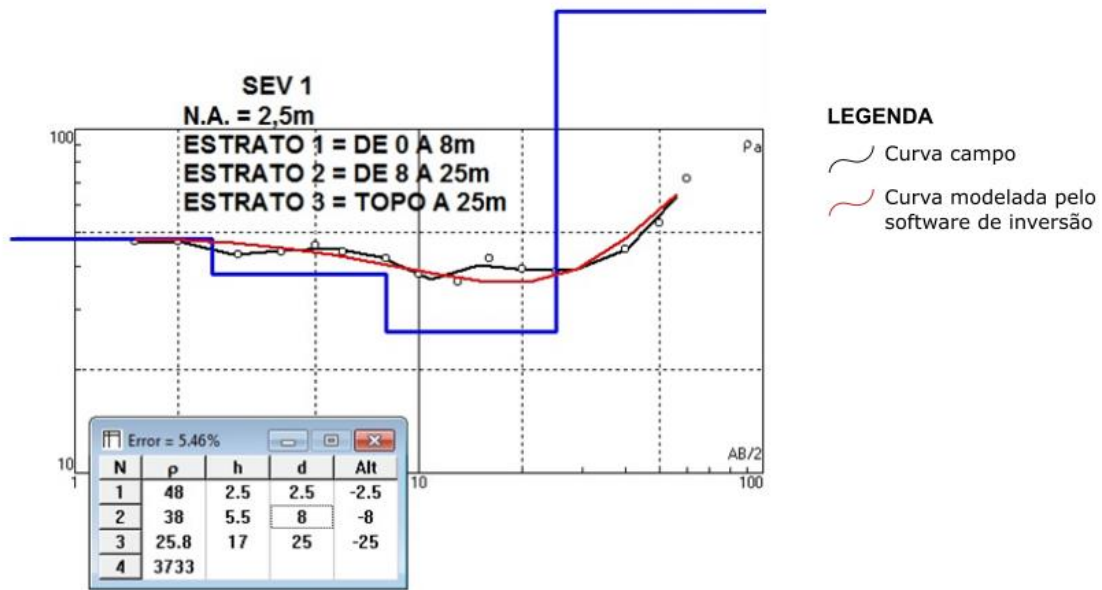 SEV 1
N.A. = 2,5m
ESTRATO 1 = DE 0 A 8m
ESTRATO 2 = DE 8 A 25m
ESTRATO 3 = TOPO A 25m
100
ρa
10
1
10
AB/2
100
Error = 5.46%
N ρ h d Alt
1 48 2.5 2.5 -2.5
2 38 5.5 8 -8
3 25.8 17 25 -25
4 3733
LEGENDA
Curva campo
Curva modelada pelo
software de inversão